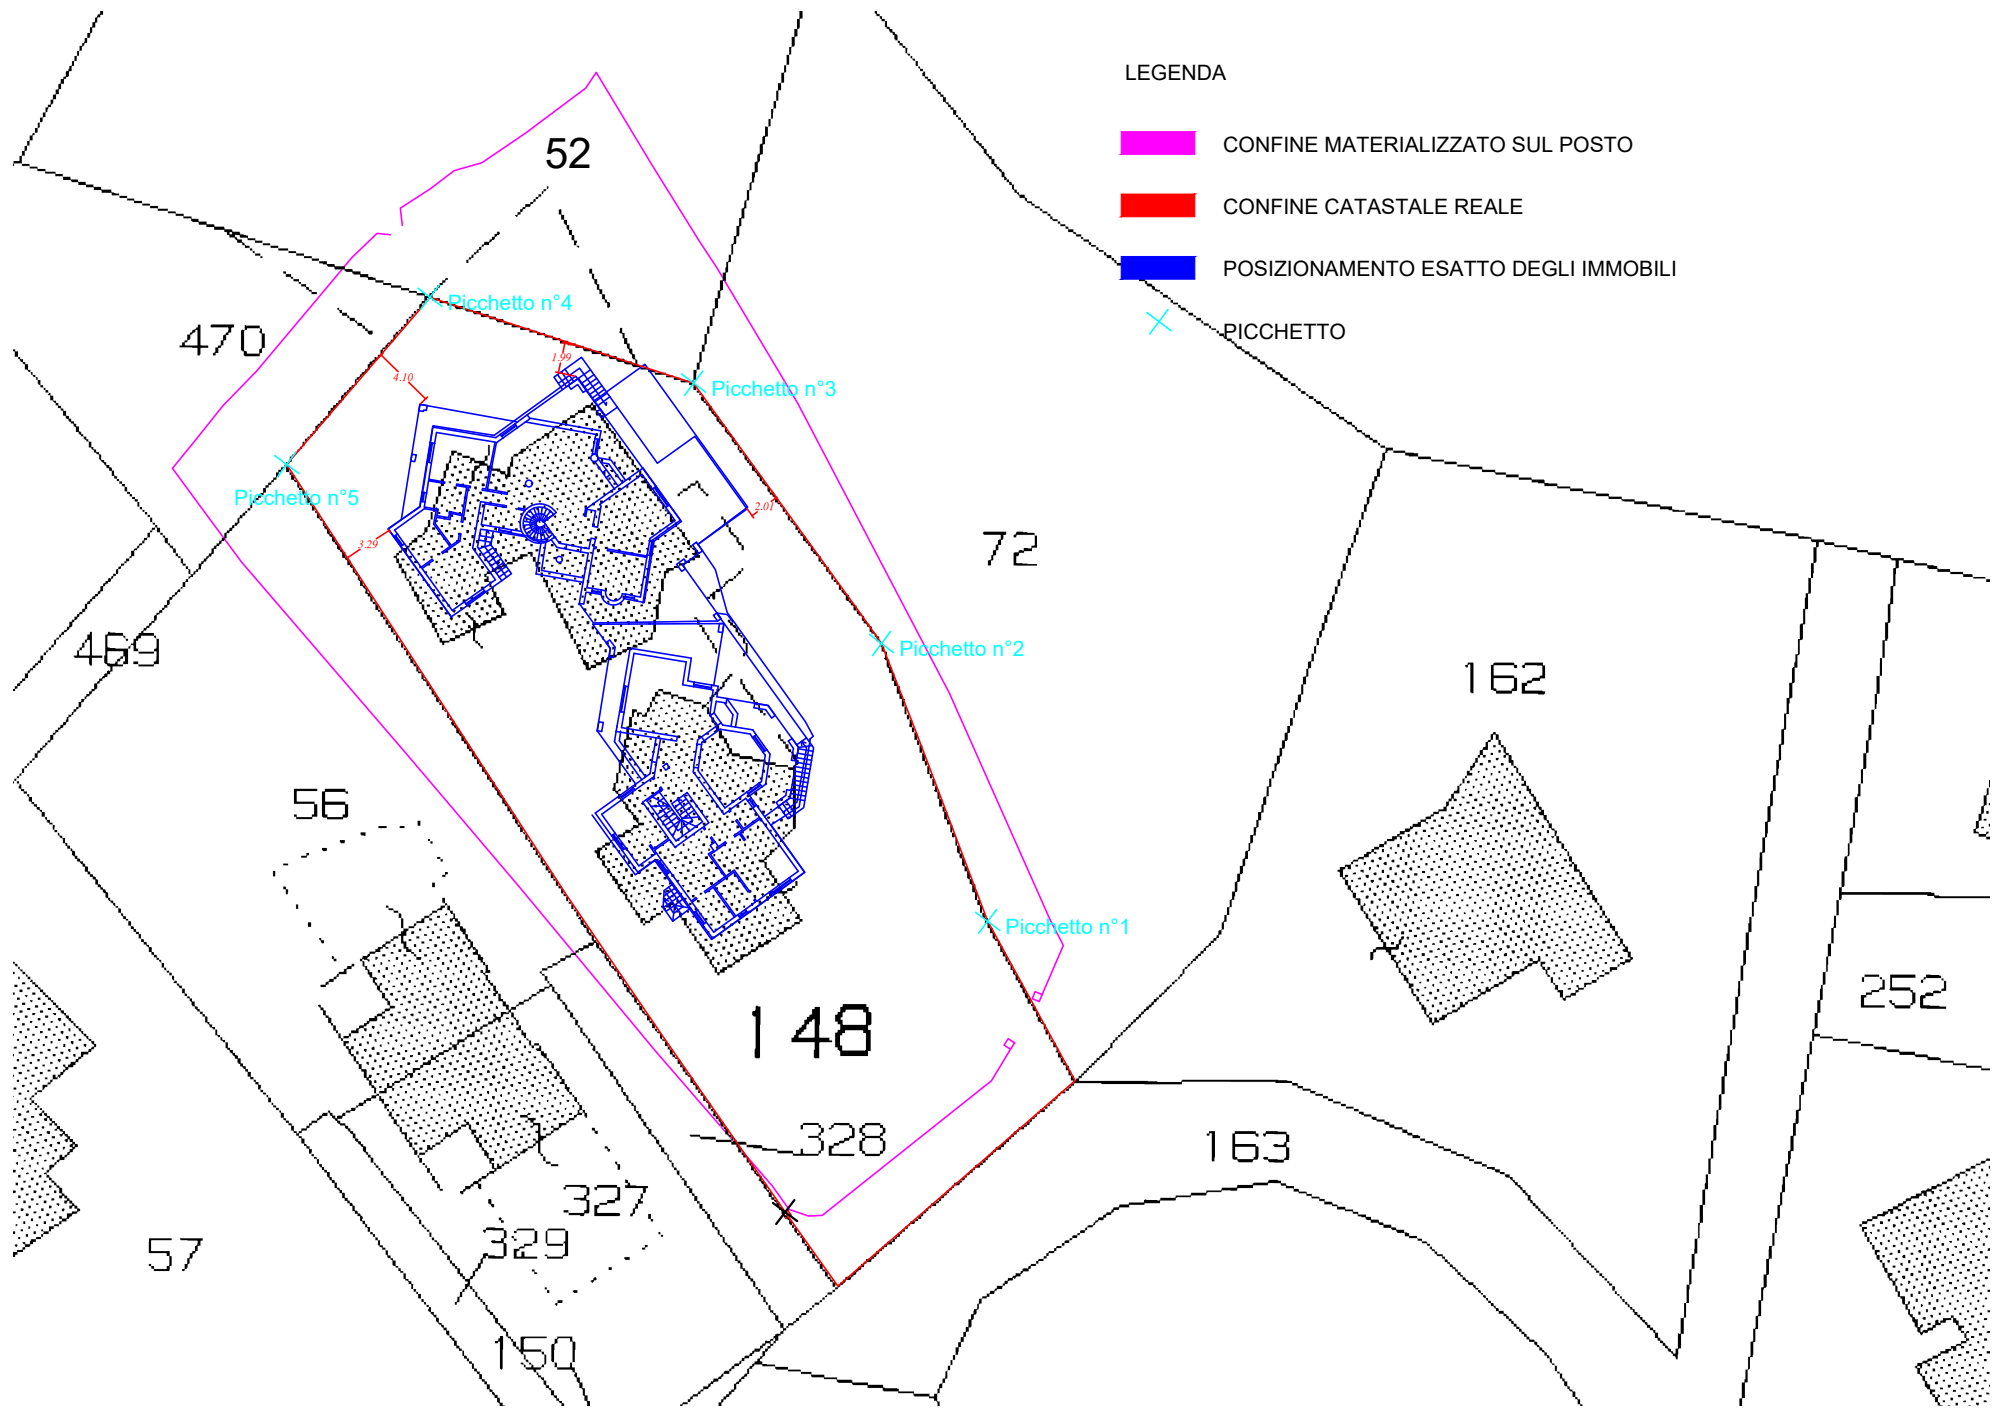 LEGENDA
CONFINE MATERIALIZZATO SUL POSTO
CONFINE CATASTALE REALE
POSIZIONAMENTO ESATTO DEGLI IMMOBILI
PICCHETTO
52
Picchetto n°4
470
1.99
4.10
Picchetto n°3
Picchetto n°5
2.01
3.29
72
469
Picchetto n°2
162
56
Picchetto n°1
252
148
328
163
327
329
57
150